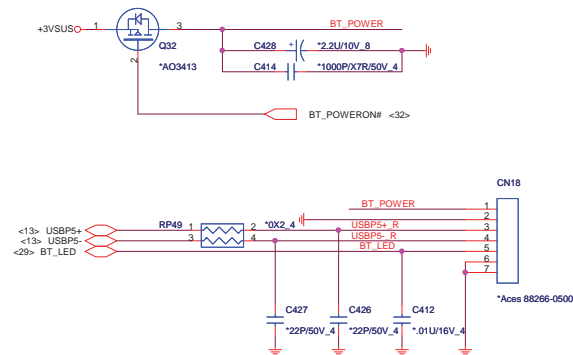 +3VSUS 1 3 BT_POWER
Q32
2
*AO3413
C428 + *2.2U/10V_8
C414 *1000P/X7R/50V_4
BT_POWERON# <32>
CN18
BT_POWER 1
2
<13> USBP5+ RP49 1 2 *0X2_4 USBP5+_R 3
<13> USBP5- 3 4 USBP5-_R 4
<29> BT_LED BT_LED 5
6
7
*Aces 88266-0500
C427 C426 C412
*22P/50V_4 *22P/50V_4 *.01U/16V_4